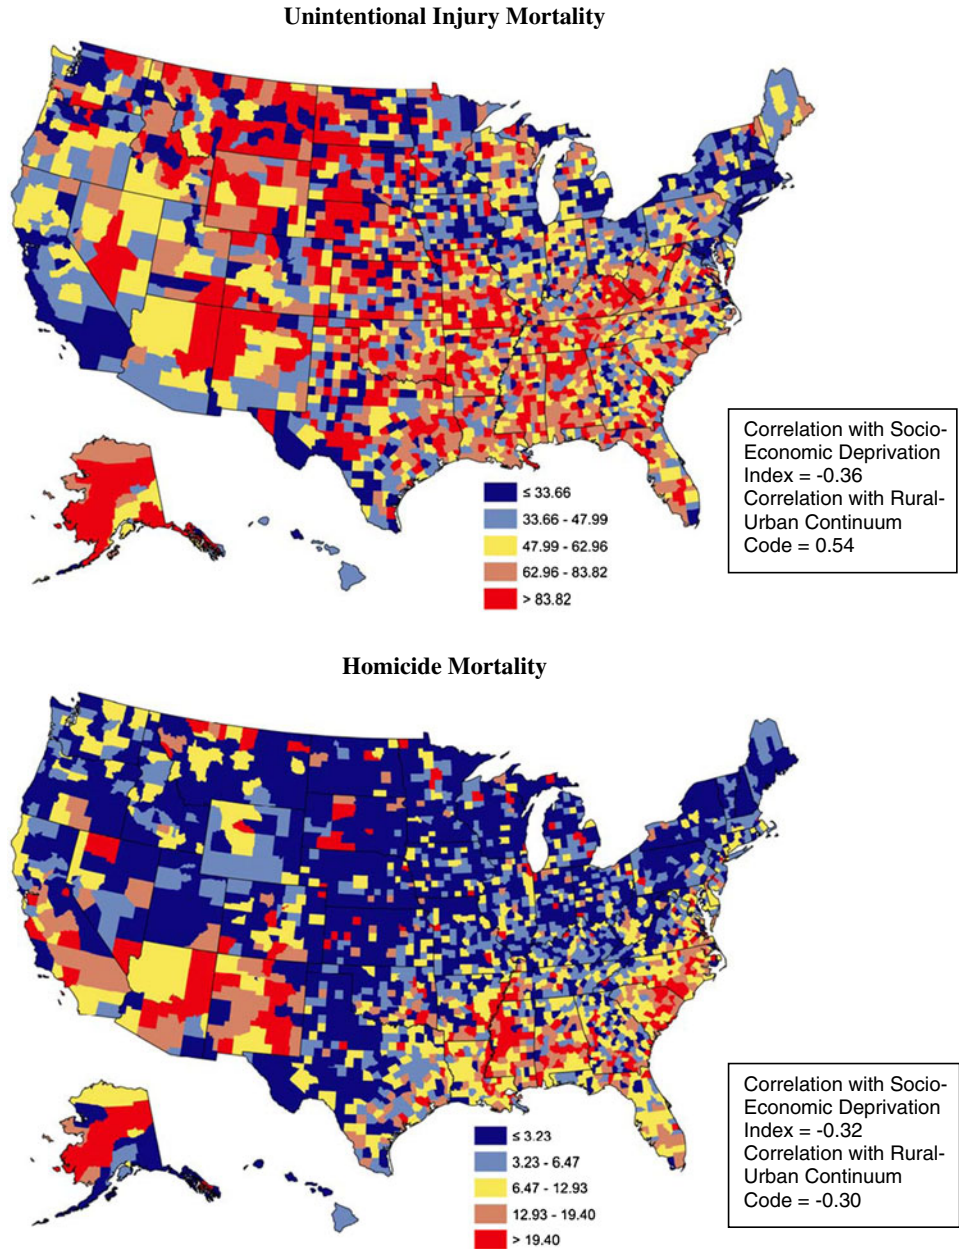 Unintentional Injury Mortality
Correlation with Socio-
Economic Deprivation
Index = -0.36
Correlation with Rural-
Urban Continuum
Code = 0.54
≤ 33.66
33.66 - 47.99
47.99 - 62.96
62.96 - 83.82
> 83.82
Homicide Mortality
Correlation with Socio-
Economic Deprivation
Index = -0.32
Correlation with Rural-
Urban Continuum
Code = -0.30
≤ 3.23
3.23 - 6.47
6.47 - 12.93
12.93 - 19.40
> 19.40